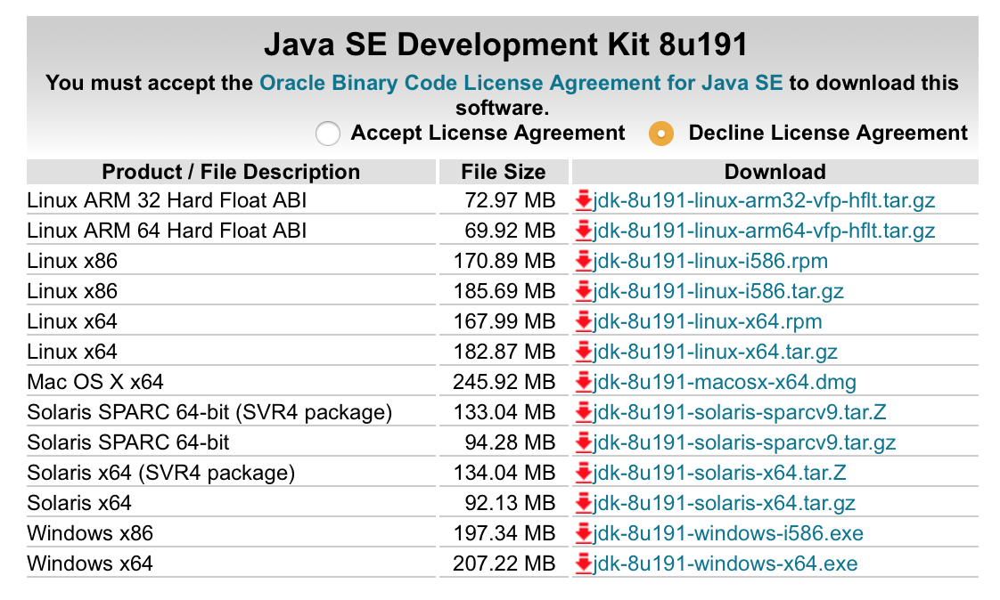 Java SE Development Kit 8u191
You must accept the Oracle Binary Code License Agreement for Java SE to download this
software.
Accept License Agreement Decline License Agreement
Product / File Description File Size Download
Linux ARM 32 Hard Float ABI 72.97 MB jdk-8u191-linux-arm32-vfp-hflt.tar.gz
Linux ARM 64 Hard Float ABI 69.92 MB jdk-8u191-linux-arm64-vfp-hflt.tar.gz
Linux x86 170.89 MB jdk-8u191-linux-i586.rpm
Linux x86 185.69 MB jdk-8u191-linux-i586.tar.gz
Linux x64 167.99 MB jdk-8u191-linux-x64.rpm
Linux x64 182.87 MB jdk-8u191-linux-x64.tar.gz
Mac OS X x64 245.92 MB jdk-8u191-macosx-x64.dmg
Solaris SPARC 64-bit (SVR4 package) 133.04 MB jdk-8u191-solaris-sparcv9.tar.Z
Solaris SPARC 64-bit 94.28 MB jdk-8u191-solaris-sparcv9.tar.gz
Solaris x64 (SVR4 package) 134.04 MB jdk-8u191-solaris-x64.tar.Z
Solaris x64 92.13 MB jdk-8u191-solaris-x64.tar.gz
Windows x86 197.34 MB jdk-8u191-windows-i586.exe
Windows x64 207.22 MB jdk-8u191-windows-x64.exe